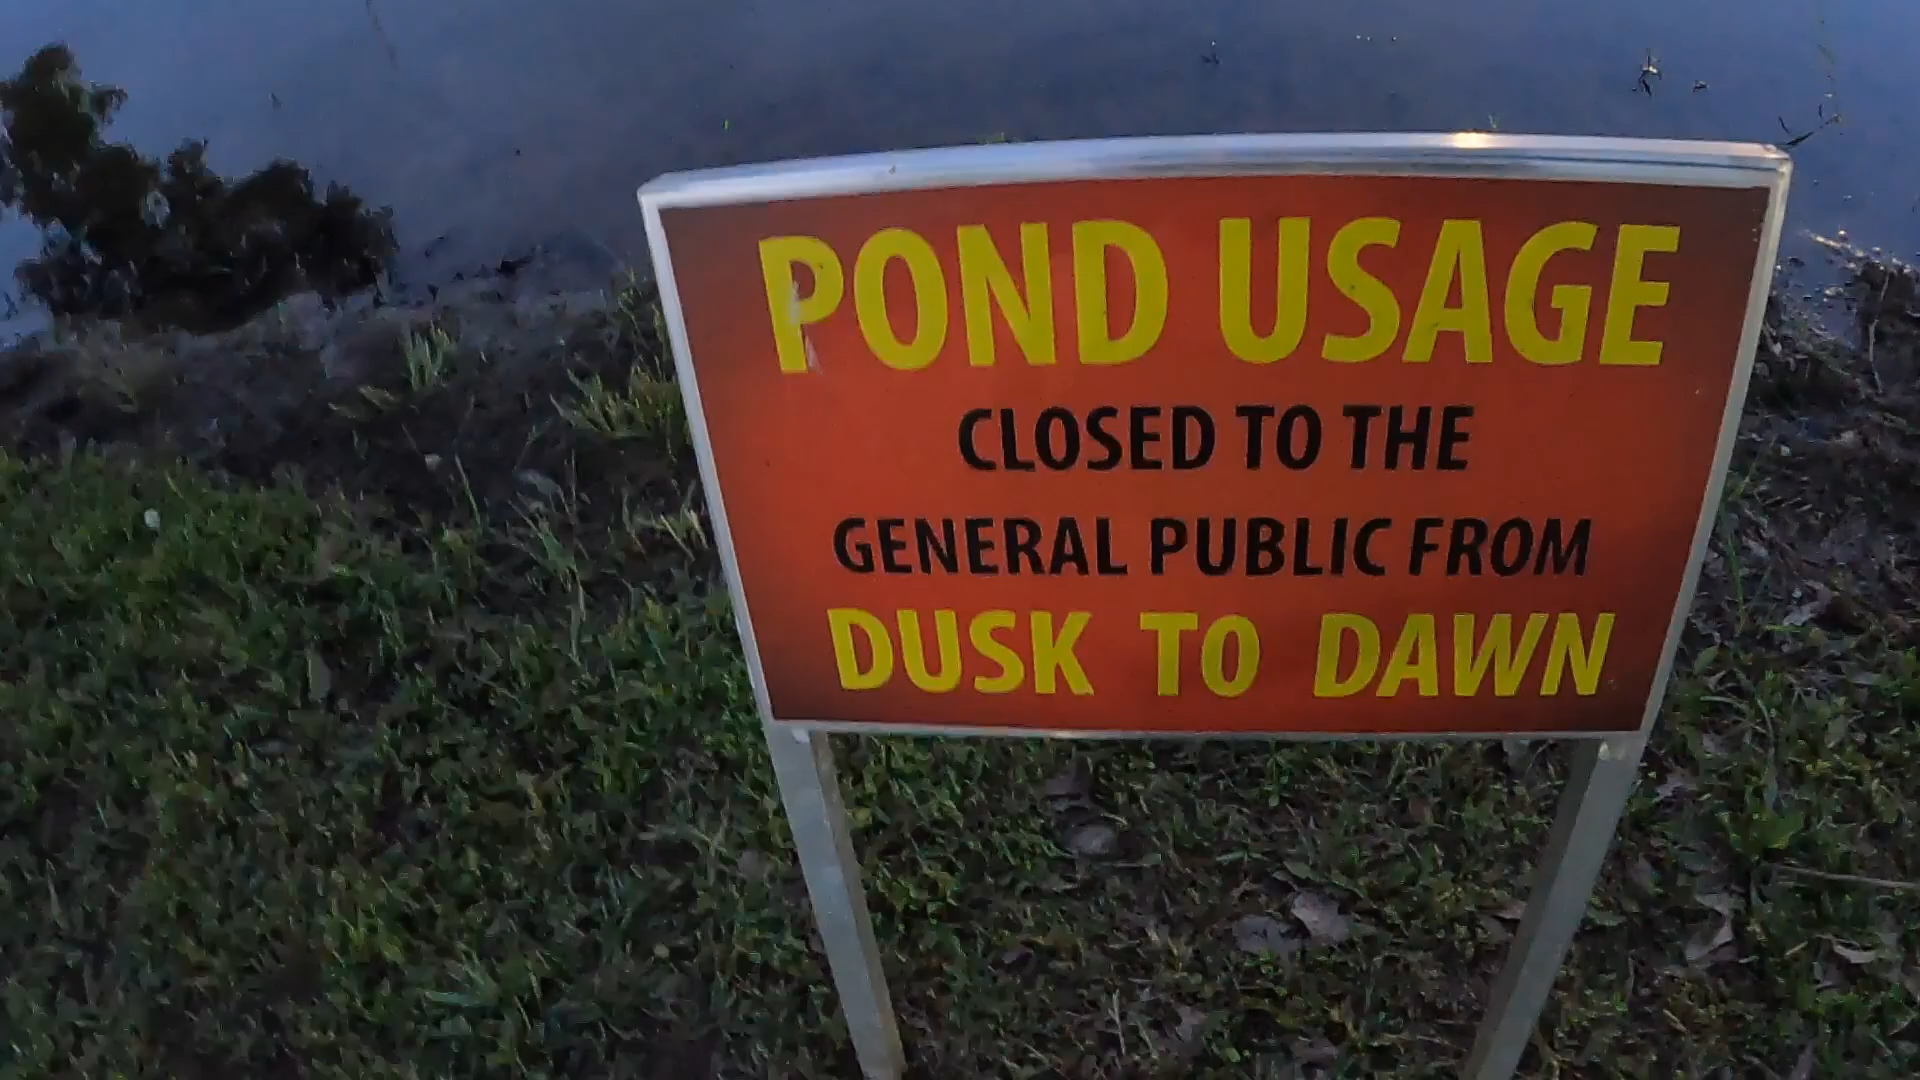 POND USAGE
CLOSED TO THE
GENERAL PUBLIC FROM
DUSK TO DAWN